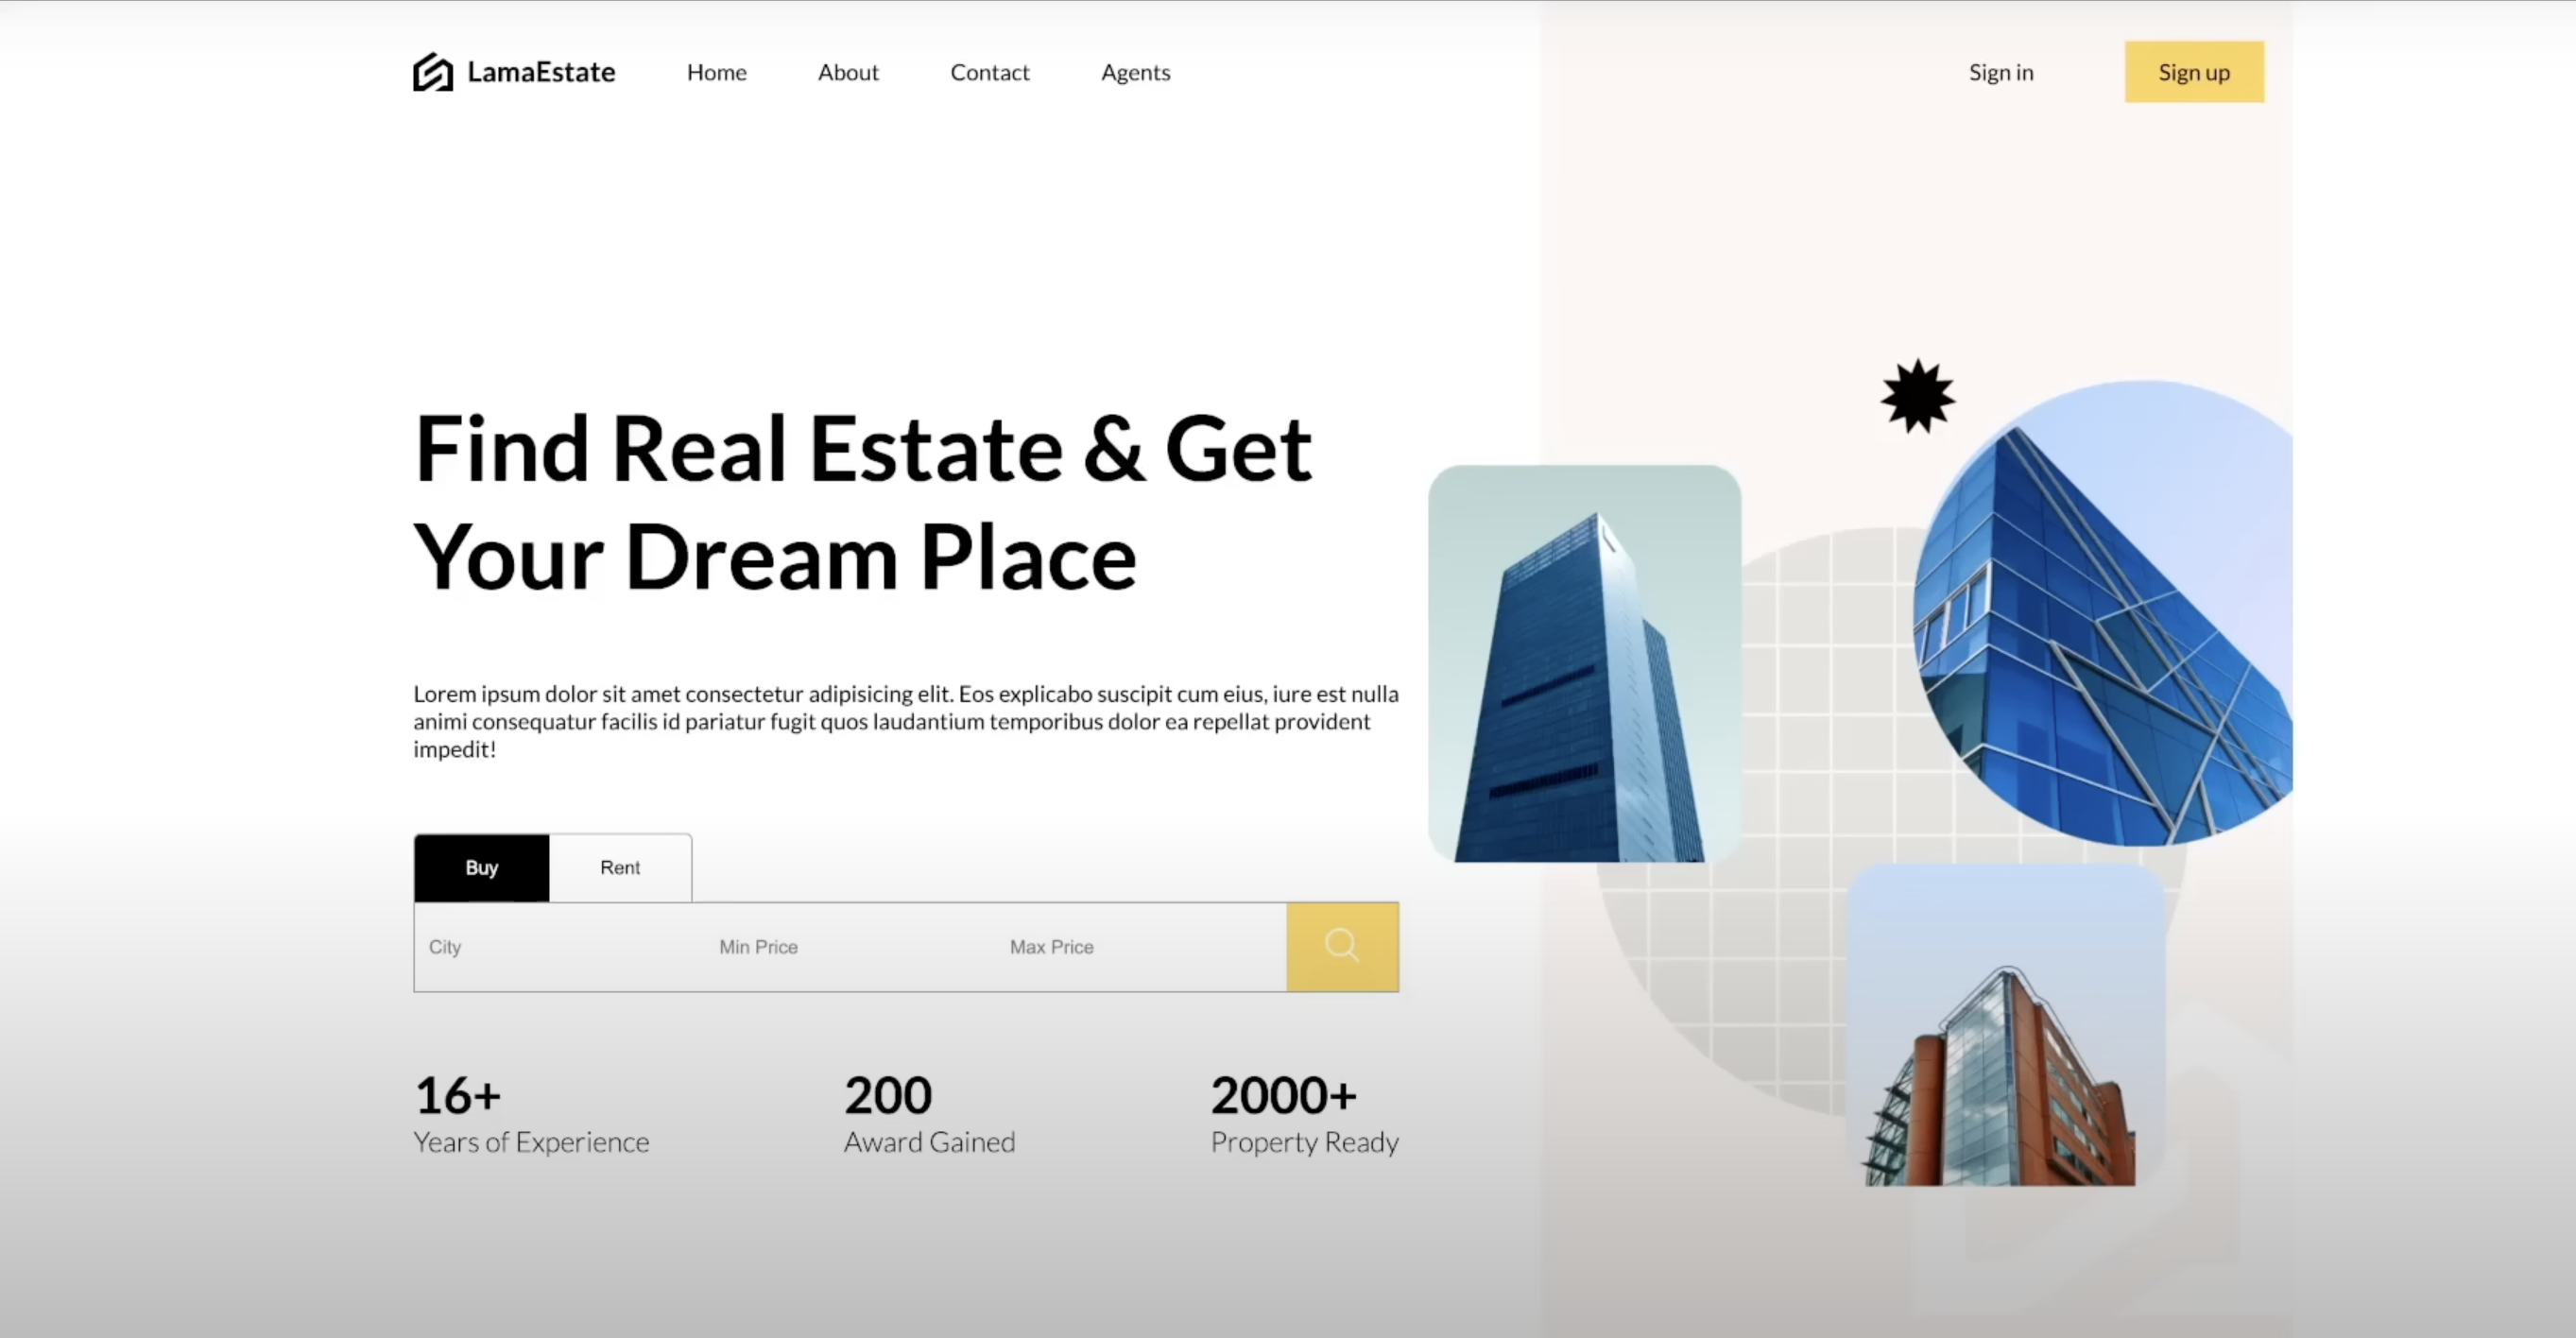 LamaEstate
Home
About
Contact
Agents
Sign in
Sign up
Find Real Estate & Get
Your Dream Place
Lorem ipsum dolor sit amet consectetur adipisicing elit. Eos explicabo suscipit cum eius, iure est nulla
animi consequatur facilis id pariatur fugit quos laudantium temporibus dolor ea repellat provident
impedit!
Buy
Rent
City
Min Price
Max Price
16+
Years of Experience
200
Award Gained
2000+
Property Ready